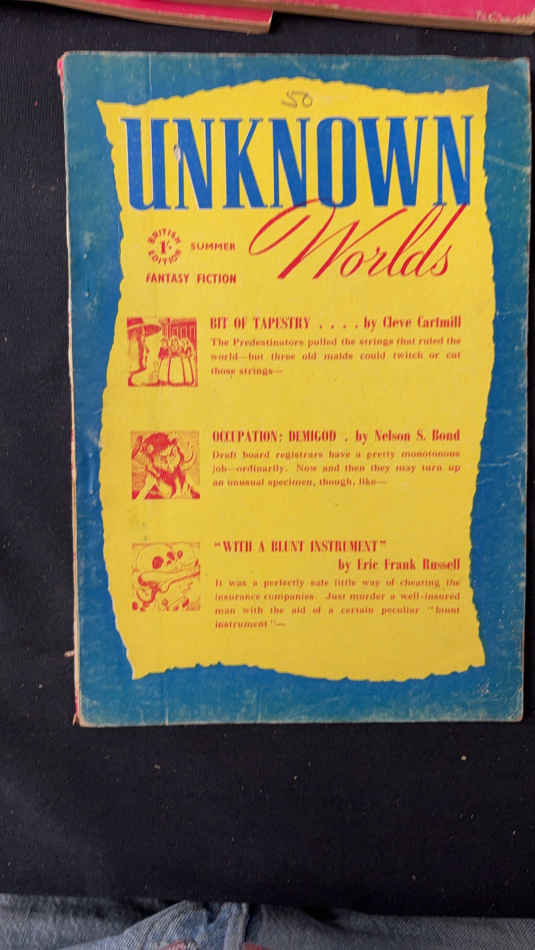 50
UNKNOWN
Worlds
BRITISH
1/-
EDITION
SUMMER
FANTASY FICTION
BIT OF TAPESTRY . . . . by Cleve Cartmill
The Predestinators pulled the strings that ruled the
world—but three old maids could twitch or cut
those strings—
OCCUPATION: DEMIGOD . by Nelson S. Bond
Draft board registrars have a pretty monotonous
job—ordinarily. Now and then they may turn up
an unusual specimen, though, like—
"WITH A BLUNT INSTRUMENT"
by Eric Frank Russell
It was a perfectly safe little way of cheating the
insurance companies. Just murder a well-insured
man with the aid of a certain peculiar "blunt
instrument"—